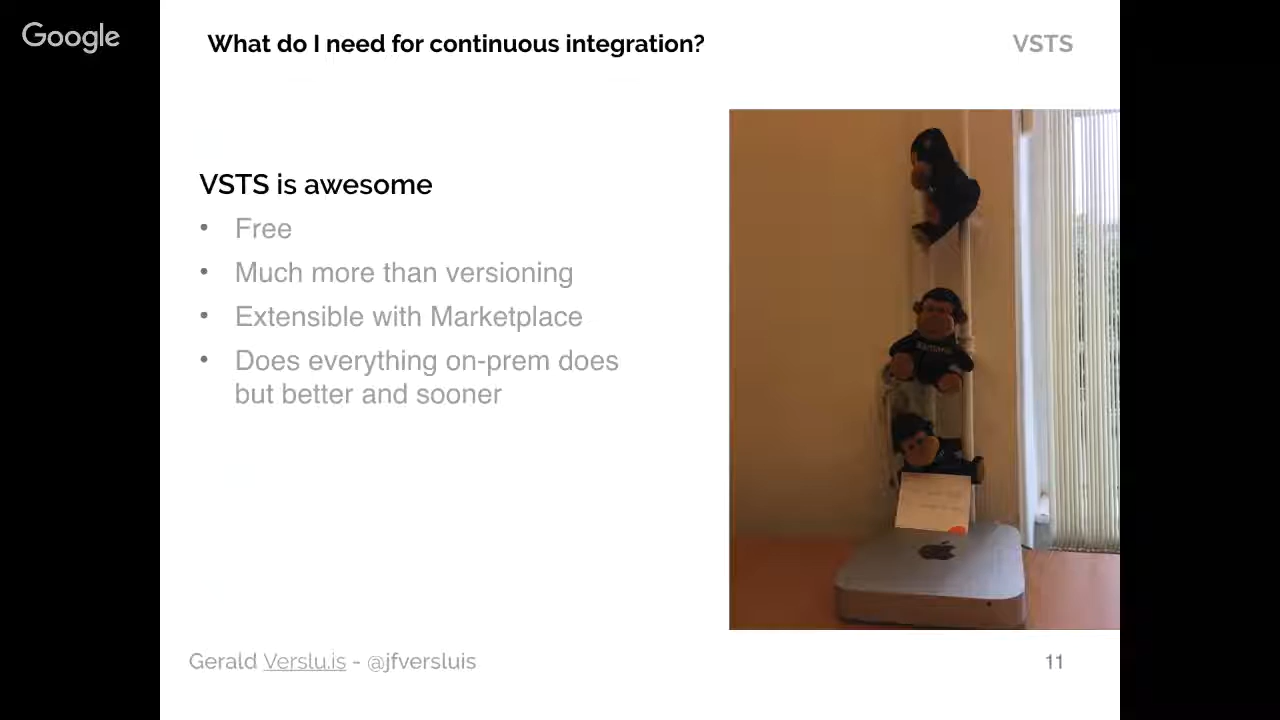 Google
What do I need for continuous integration?
VSTS
VSTS is awesome
• Free
• Much more than versioning
• Extensible with Marketplace
• Does everything on-prem does
but better and sooner
Gerald Verslu.is - @jfversluis
11